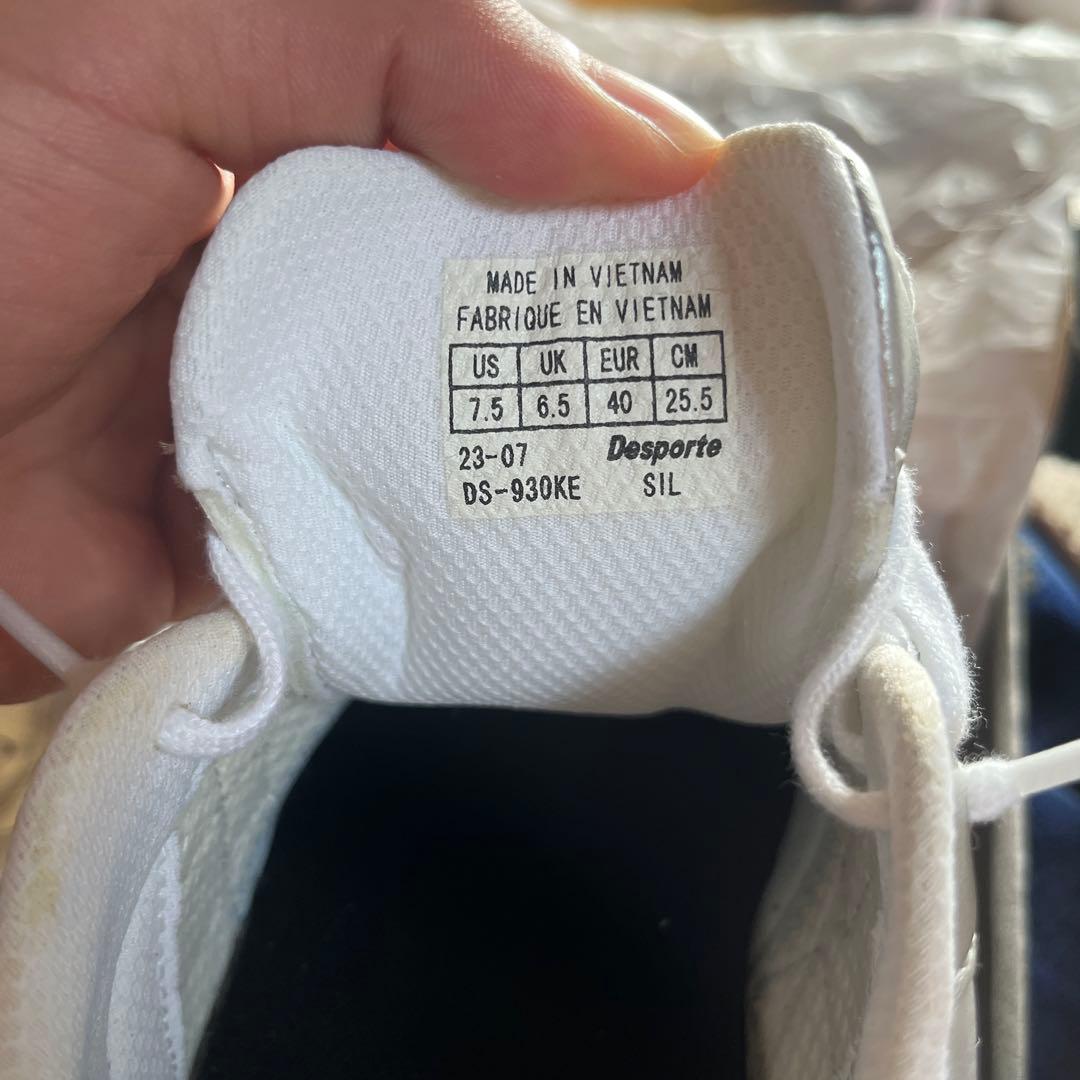 MADE IN VIETNAM
FABRIQUE EN VIETNAM
US UK EUR CM
7.5 6.5 40 25.5
23-07 Desporte
DS-930KE SIL